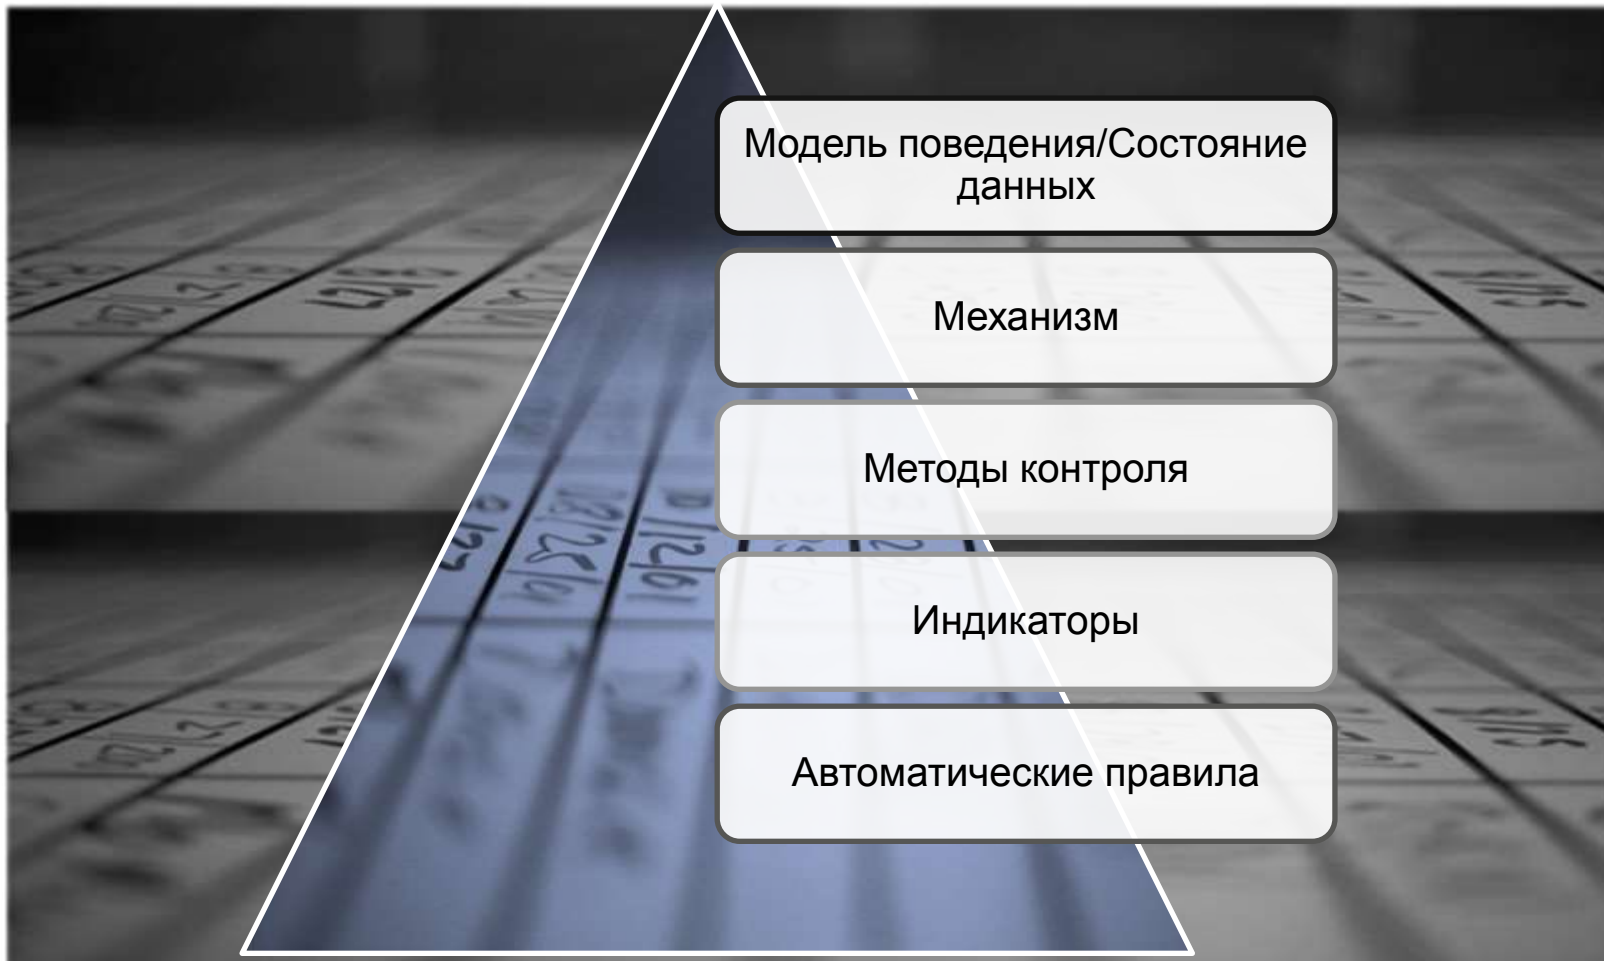 Модель поведения/Состояние
данных
Механизм
Методы контроля
Индикаторы
Автоматические правила